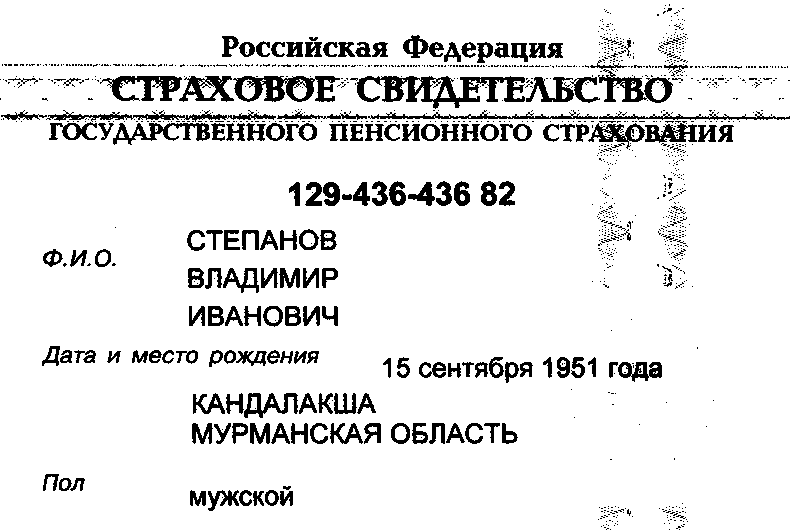 Российская Федерация
СТРАХОВОЕ СВИДЕТЕЛЬСТВО
ГОСУДАРСТВЕННОГО ПЕНСИОННОГО СТРАХОВАНИЯ
129-436-436 82
Ф.И.О.
СТЕПАНОВ
ВЛАДИМИР
ИВАНОВИЧ
Дата и место рождения 15 сентября 1951 года
КАНДАЛАКША
МУРМАНСКАЯ ОБЛАСТЬ
Пол мужской